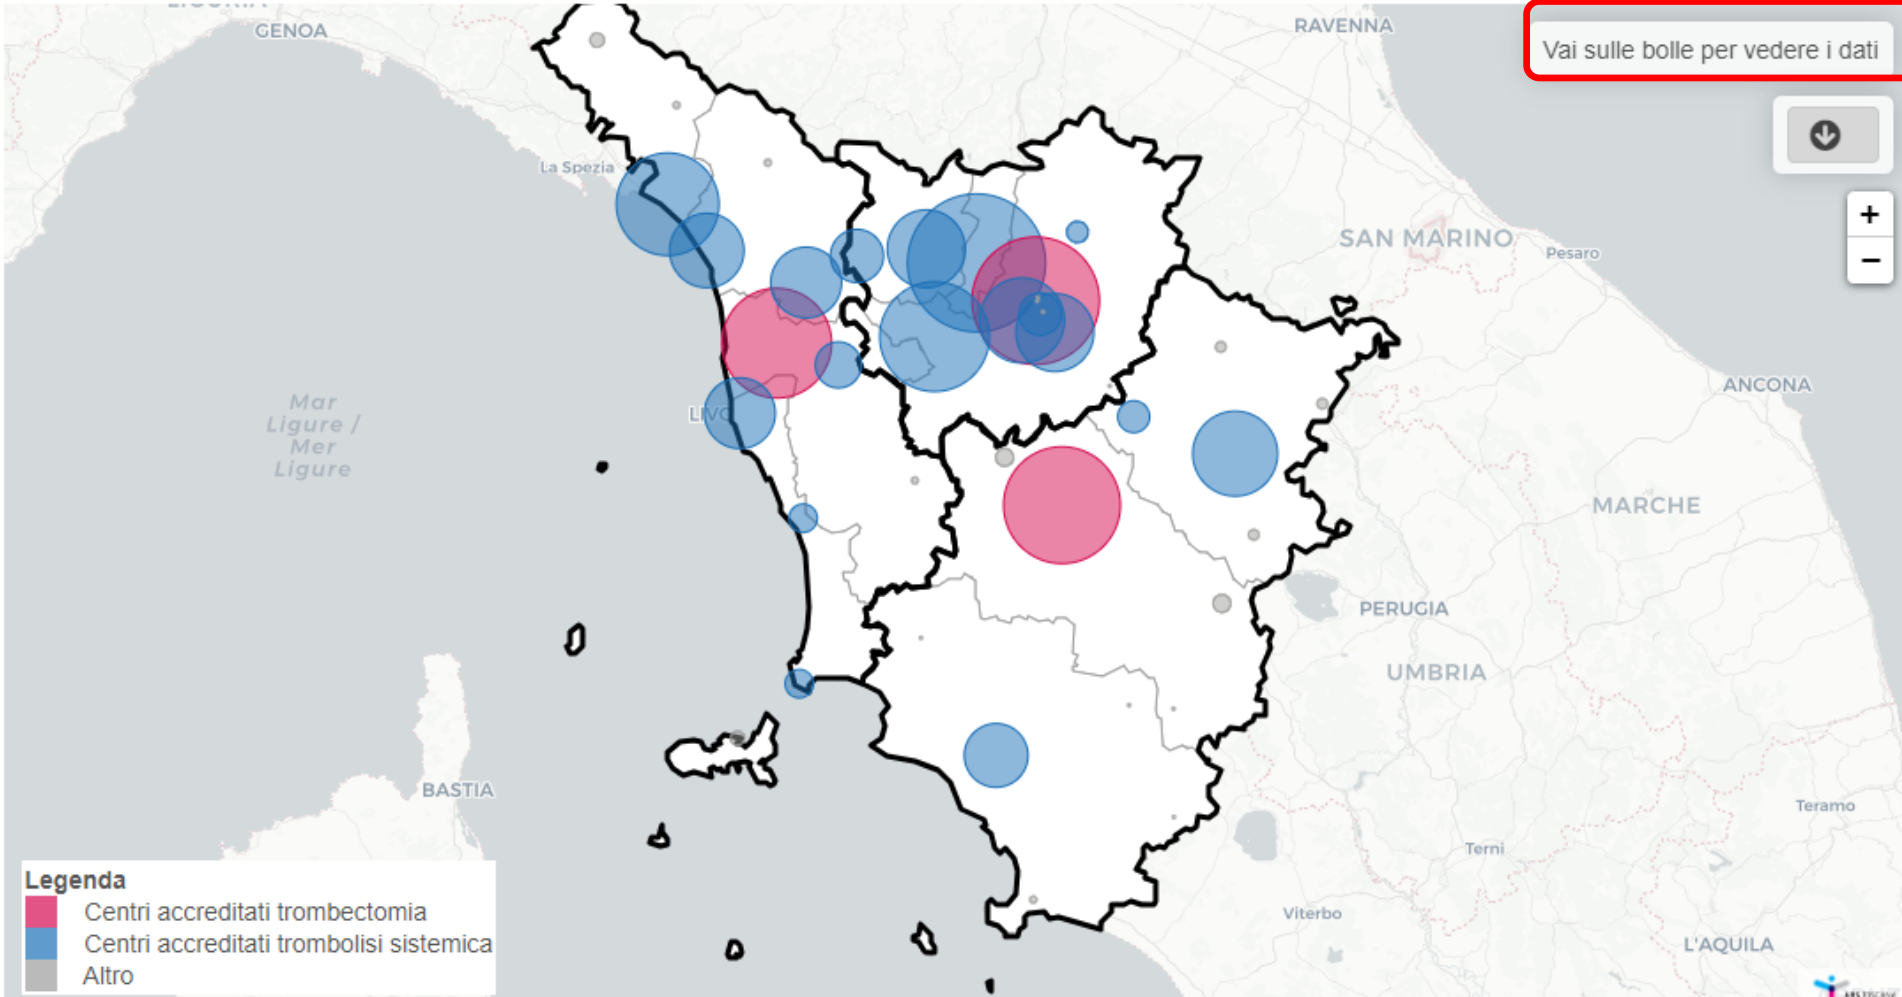 GENOA
RAVENNA
Vai sulle bolle per vedere i dati
La Spezia
SAN MARINO
Pesaro
+
−
ANCONA
Mar
Ligure /
Mer
Ligure
MARCHE
PERUGIA
UMBRIA
BASTIA
Teramo
Terni
Viterbo
L'AQUILA
Legenda
Centri accreditati trombectomia
Centri accreditati trombolisi sistemica
Altro